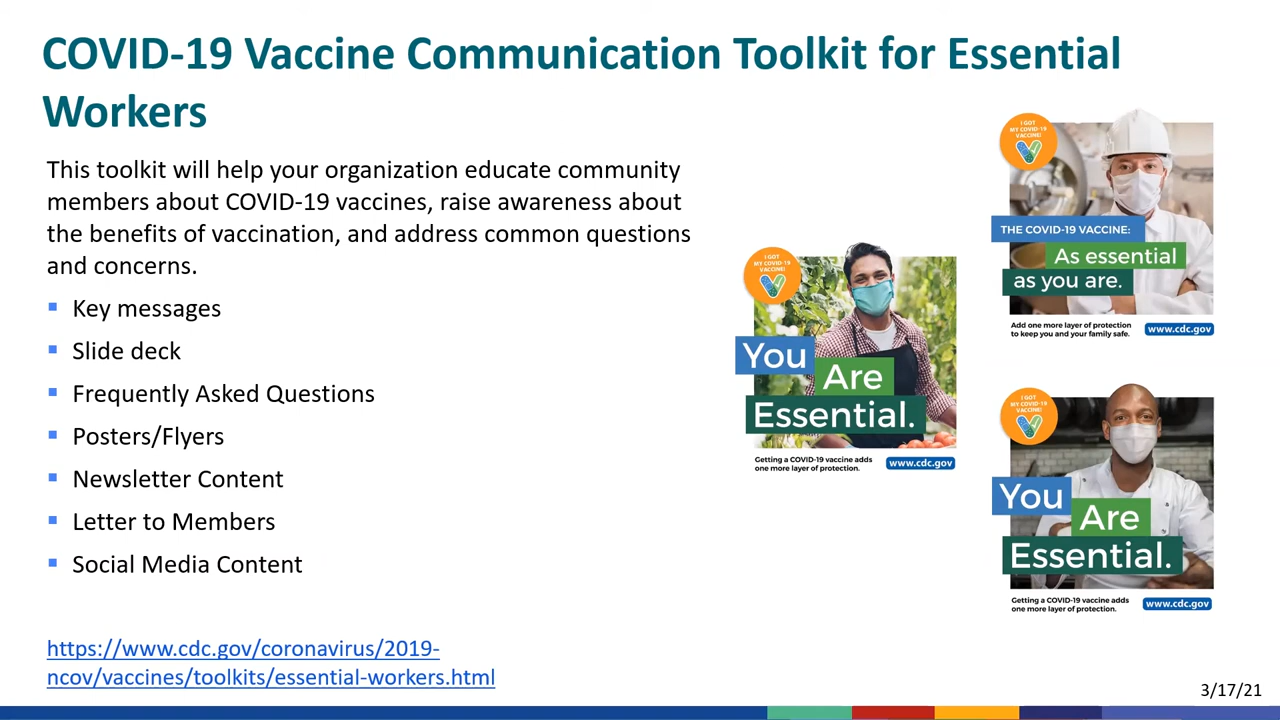 COVID-19 Vaccine Communication Toolkit for Essential
Workers
This toolkit will help your organization educate community
members about COVID-19 vaccines, raise awareness about
the benefits of vaccination, and address common questions
and concerns.
Key messages
Slide deck
Frequently Asked Questions
Posters/Flyers
Newsletter Content
Letter to Members
Social Media Content
https://www.cdc.gov/coronavirus/2019-
ncov/vaccines/toolkits/essential-workers.html
I GOT
MY COVID-19
VACCINE!
You
Are
Essential.
Getting a COVID-19 vaccine adds
one more layer of protection.
www.cdc.gov
I GOT
MY COVID-19
VACCINE!
THE COVID-19 VACCINE:
As essential
as you are.
Add one more layer of protection
to keep you and your family safe.
www.cdc.gov
I GOT
MY COVID-19
VACCINE!
You
Are
Essential.
Getting a COVID-19 vaccine adds
one more layer of protection.
www.cdc.gov
3/17/21